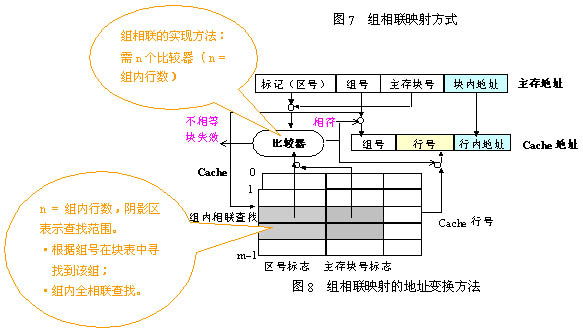 图7 组相联映射方式
组相联的实现方法：
需n个比较器（n=
组内行数）
标记（区号） 组号 主存块号 块内地址 主存地址
不相等
块失效
相符
比较器
组号 行号 行内地址 Cache 地址
Cache
0
1
组内相联查找
m-1
Cache 行号
区号标志 主存块号标志
n = 组内行数，阴影区
表示查找范围。
·根据组号在块表中寻
找到该组；
·组内全相联查找。
图8 组相联映射的地址变换方法